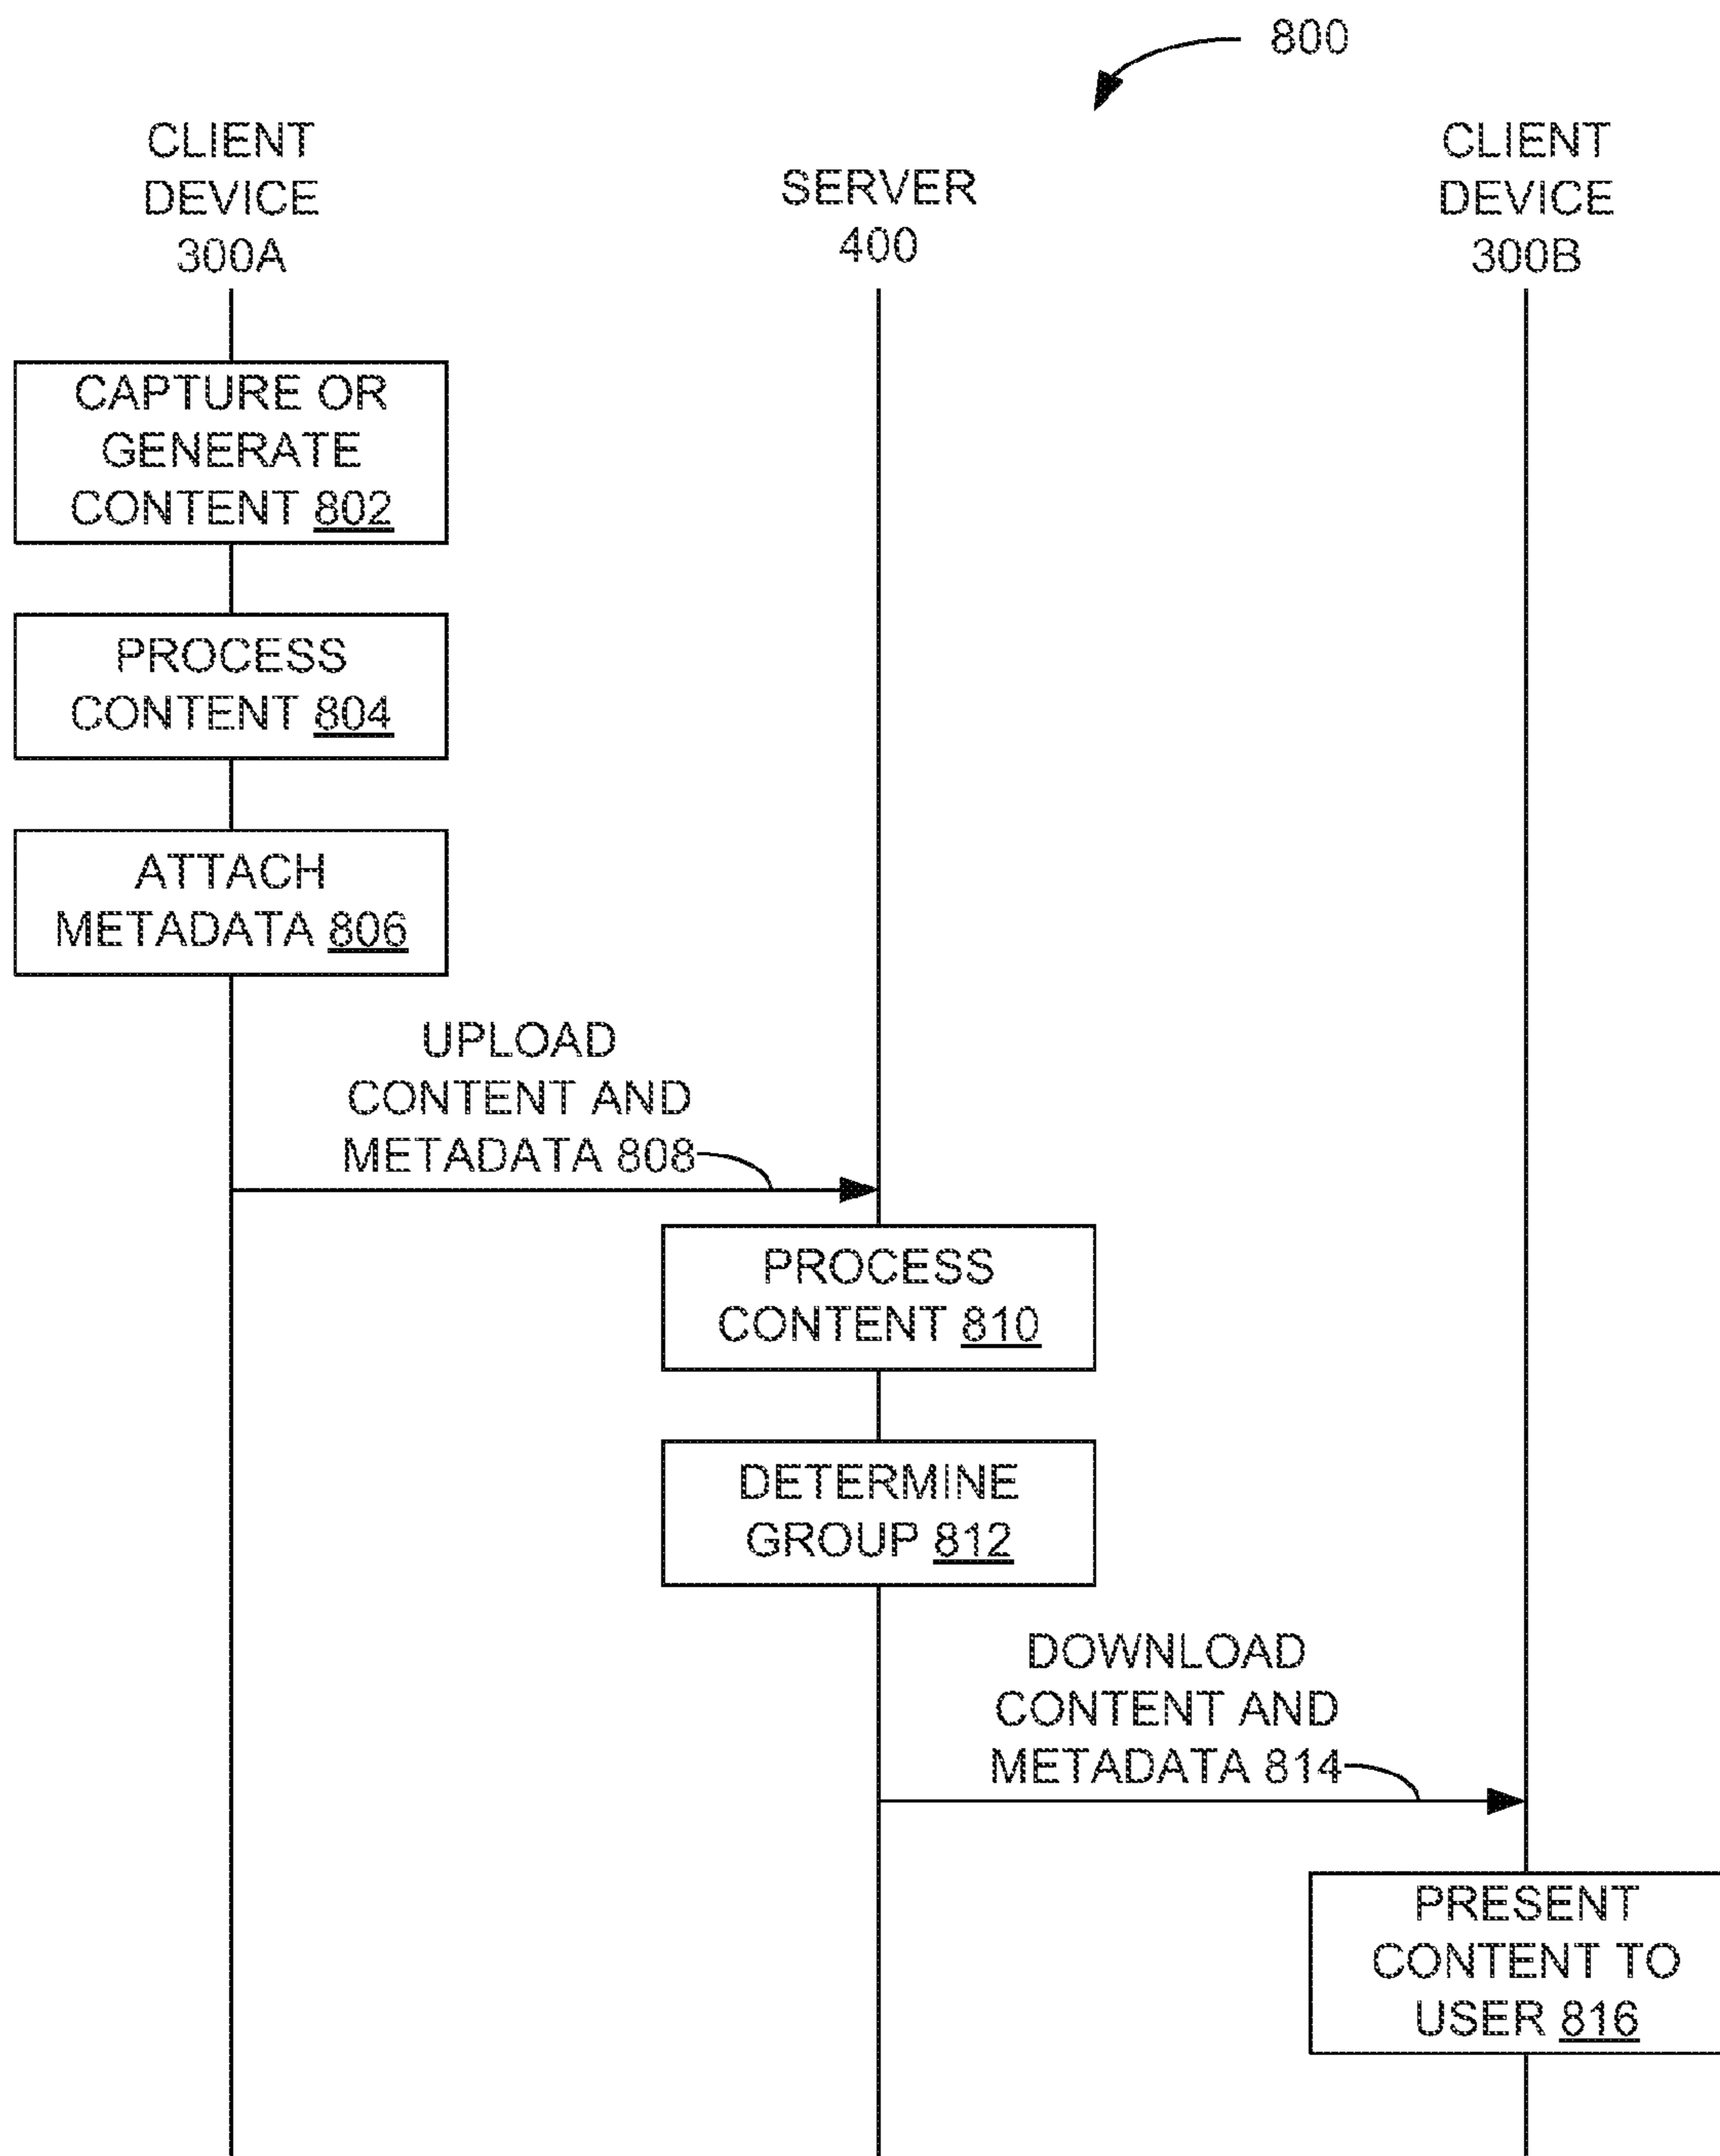 800
CLIENT
DEVICE
300A
SERVER
400
CLIENT
DEVICE
300B
CAPTURE OR
GENERATE
CONTENT 802
PROCESS
CONTENT 804
ATTACH
METADATA 806
UPLOAD
CONTENT AND
METADATA 808
PROCESS
CONTENT 810
DETERMINE
GROUP 812
DOWNLOAD
CONTENT AND
METADATA 814
PRESENT
CONTENT TO
USER 816